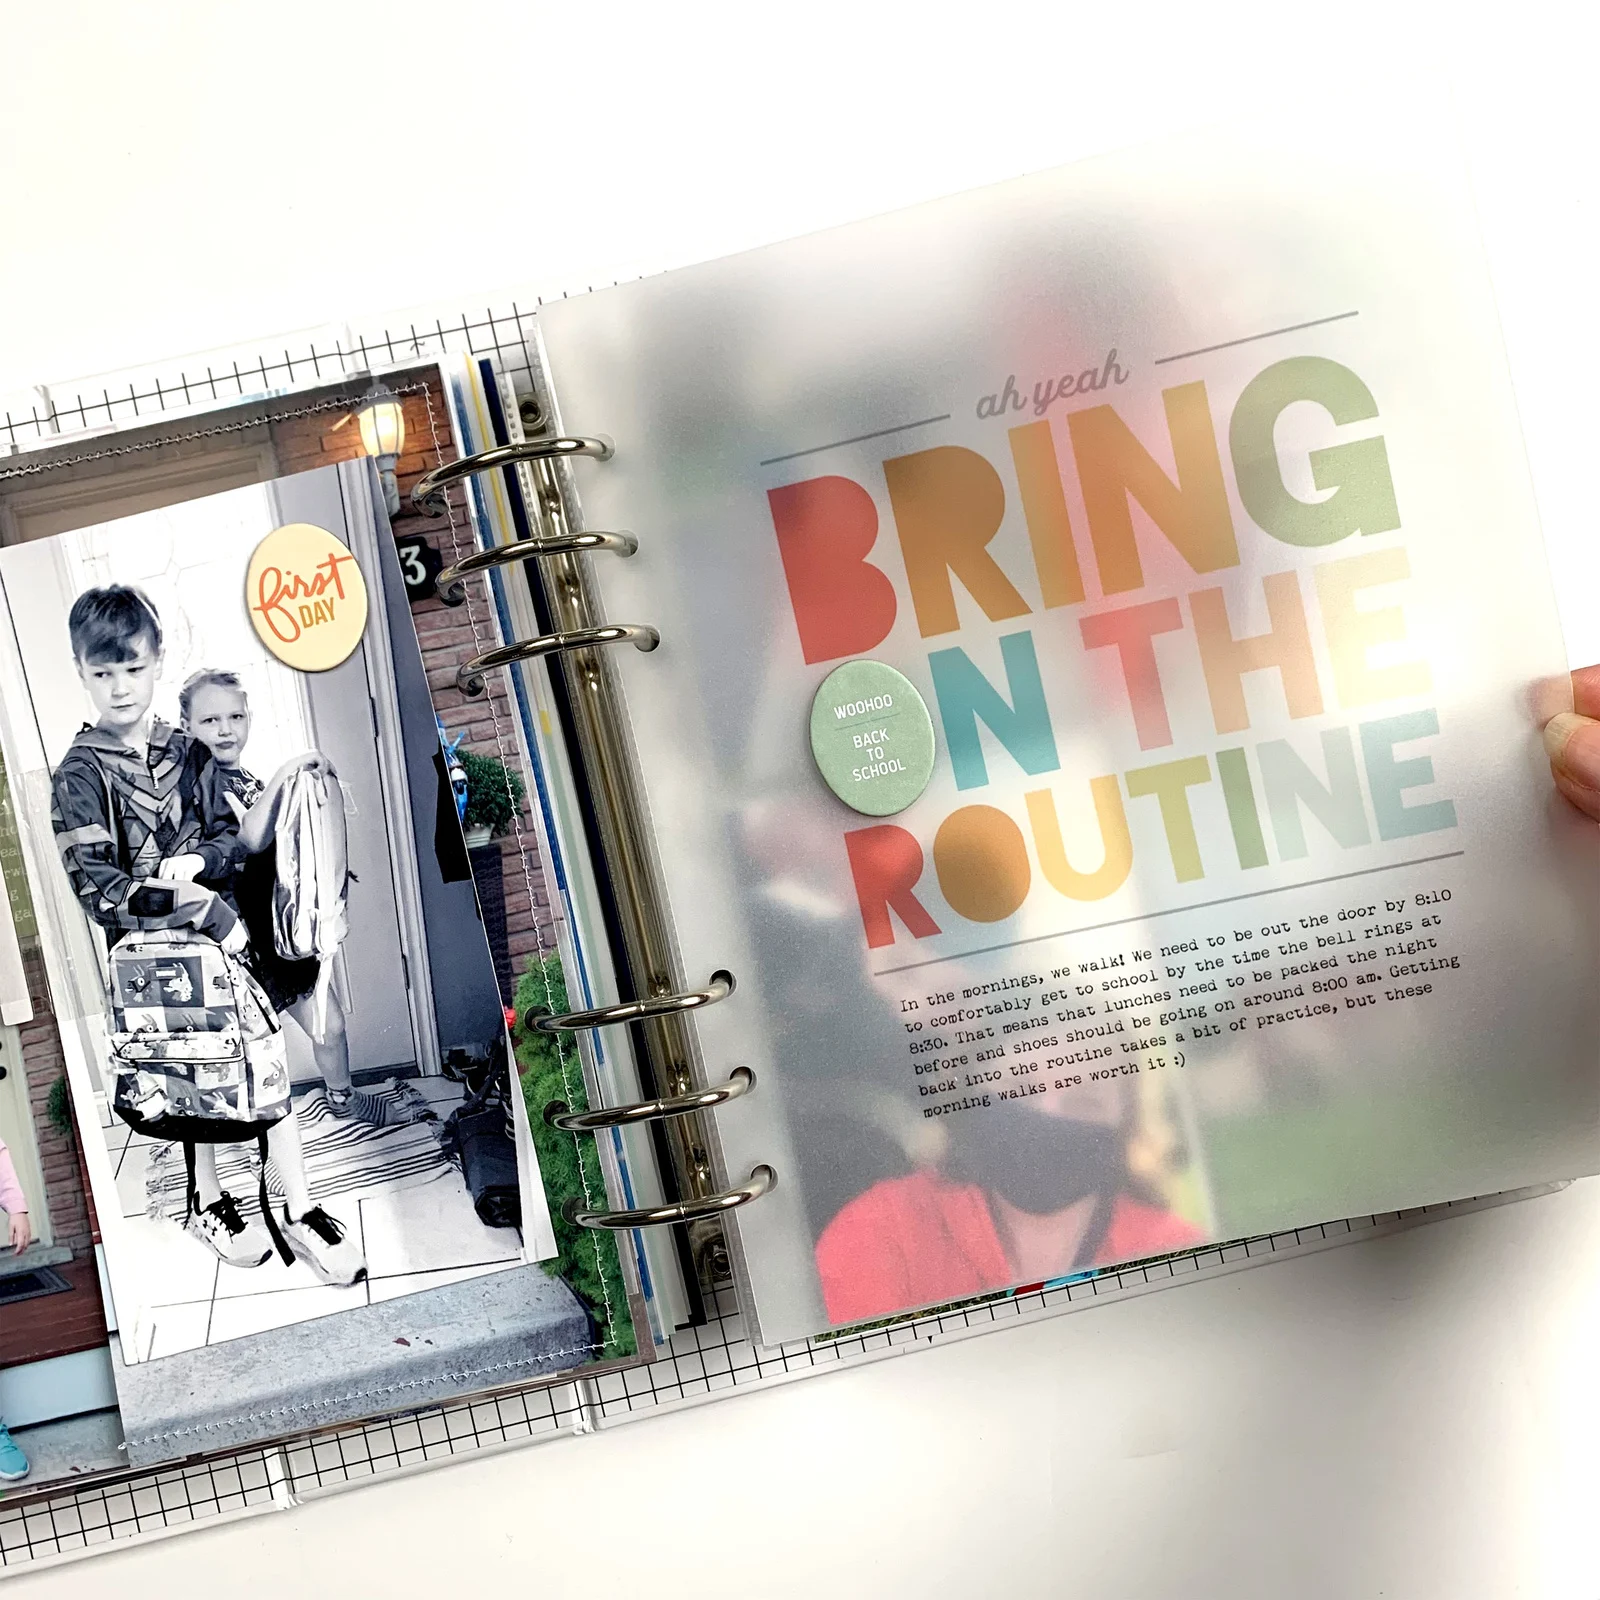 first
DAY
3
ah yeah
BRING
ON THE
ROUTINE
WOOHOO
BACK
TO
SCHOOL
In the mornings, we walk! We need to be out the door by 8:10
to comfortably get to school by the time the bell rings at
8:30. That means that lunches need to be packed the night
before and shoes should be going on around 8:00 am. Getting
back into the routine takes a bit of practice, but these
morning walks are worth it :)